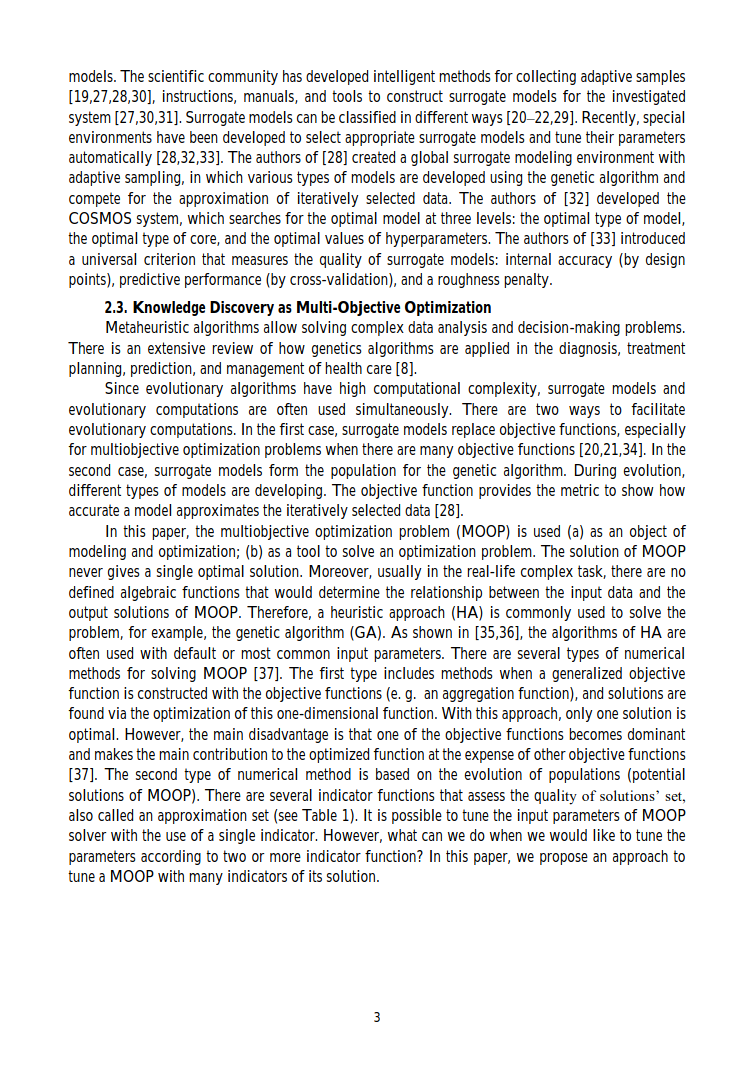 models. The scientific community has developed intelligent methods for collecting adaptive samples
[19,27,28,30], instructions, manuals, and tools to construct surrogate models for the investigated
system [27,30,31]. Surrogate models can be classified in different ways [20–22,29]. Recently, special
environments have been developed to select appropriate surrogate models and tune their parameters
automatically [28,32,33]. The authors of [28] created a global surrogate modeling environment with
adaptive sampling, in which various types of models are developed using the genetic algorithm and
compete for the approximation of iteratively selected data. The authors of [32] developed the
COSMOS system, which searches for the optimal model at three levels: the optimal type of model,
the optimal type of core, and the optimal values of hyperparameters. The authors of [33] introduced
a universal criterion that measures the quality of surrogate models: internal accuracy (by design
points), predictive performance (by cross-validation), and a roughness penalty.
2.3. Knowledge Discovery as Multi-Objective Optimization
Metaheuristic algorithms allow solving complex data analysis and decision-making problems.
There is an extensive review of how genetics algorithms are applied in the diagnosis, treatment
planning, prediction, and management of health care [8].
Since evolutionary algorithms have high computational complexity, surrogate models and
evolutionary computations are often used simultaneously. There are two ways to facilitate
evolutionary computations. In the first case, surrogate models replace objective functions, especially
for multiobjective optimization problems when there are many objective functions [20,21,34]. In the
second case, surrogate models form the population for the genetic algorithm. During evolution,
different types of models are developing. The objective function provides the metric to show how
accurate a model approximates the iteratively selected data [28].
In this paper, the multiobjective optimization problem (MOOP) is used (a) as an object of
modeling and optimization; (b) as a tool to solve an optimization problem. The solution of MOOP
never gives a single optimal solution. Moreover, usually in the real-life complex task, there are no
defined algebraic functions that would determine the relationship between the input data and the
output solutions of MOOP. Therefore, a heuristic approach (HA) is commonly used to solve the
problem, for example, the genetic algorithm (GA). As shown in [35,36], the algorithms of HA are
often used with default or most common input parameters. There are several types of numerical
methods for solving MOOP [37]. The first type includes methods when a generalized objective
function is constructed with the objective functions (e. g. an aggregation function), and solutions are
found via the optimization of this one-dimensional function. With this approach, only one solution is
optimal. However, the main disadvantage is that one of the objective functions becomes dominant
and makes the main contribution to the optimized function at the expense of other objective functions
[37]. The second type of numerical method is based on the evolution of populations (potential
solutions of MOOP). There are several indicator functions that assess the quality of solutions’ set,
also called an approximation set (see Table 1). It is possible to tune the input parameters of MOOP
solver with the use of a single indicator. However, what can we do when we would like to tune the
parameters according to two or more indicator function? In this paper, we propose an approach to
tune a MOOP with many indicators of its solution.
3